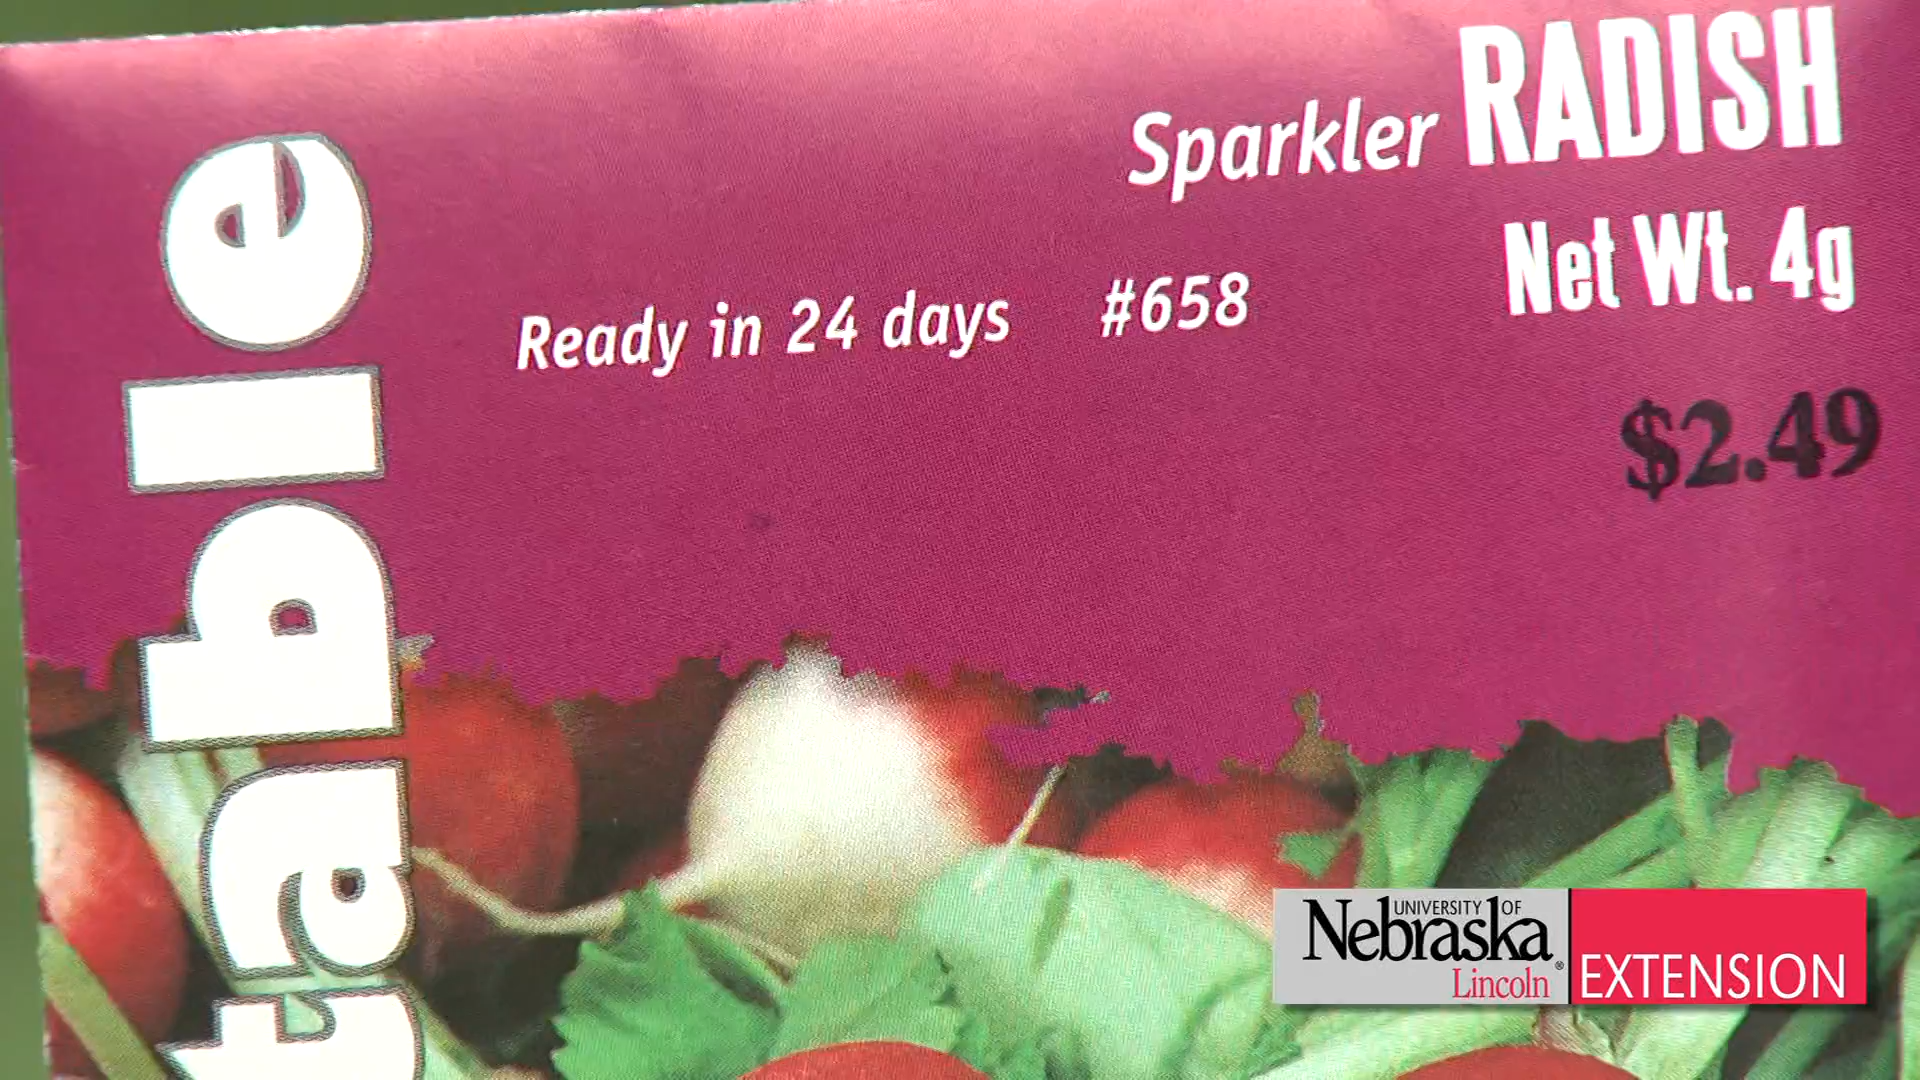 Sparkler RADISH
Net Wt. 4g
Ready in 24 days #658
$2.49
table
UNIVERSITY OF
Nebraska®
Lincoln
EXTENSION